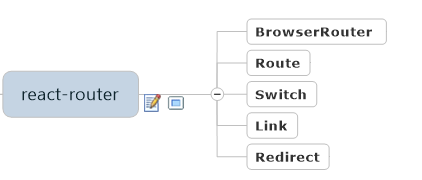 react-router
BrowserRouter
Route
Switch
Link
Redirect